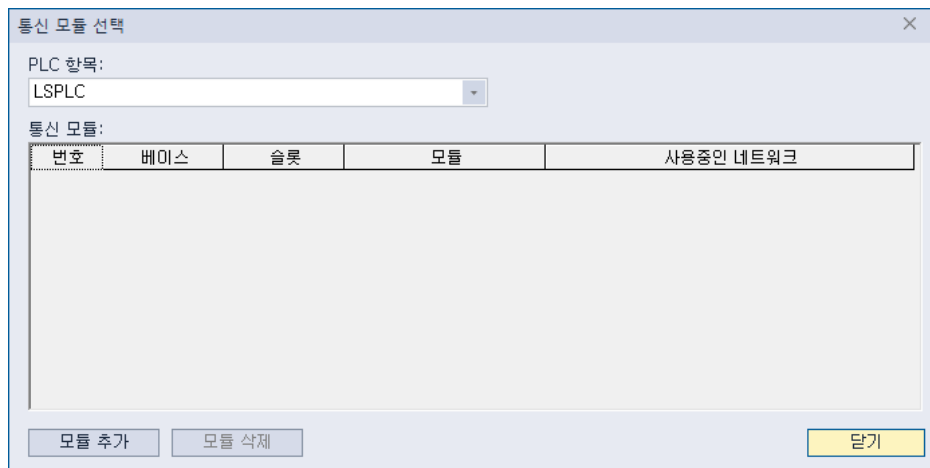 통신 모듈 선택
PLC 항목:
LSPLC
통신 모듈:
번호 베이스 슬롯 모듈 사용중인 네트워크
모듈 추가 모듈 삭제 닫기